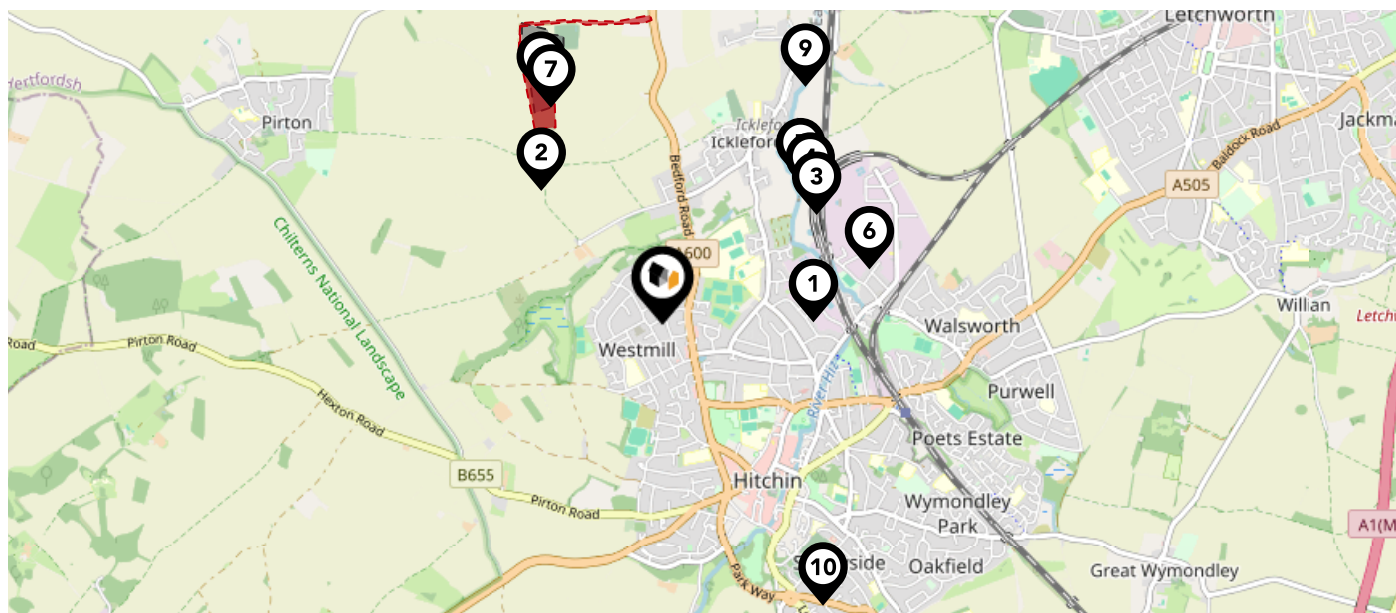 Letchworth
9
7
Hertfordsh
Pirton
Ickleford
2
Bedford Road
3
Baldock Road
A505
6
A600
1
Chilterns National Landscape
Willian
Walsworth
Pirton Road
Road
Westmill
River Hiz
Purwell
Hexton Road
Poets Estate
B655
Hitchin
Pirton Road
Wymondley
Park
A1(M
10
Oakfield
Great Wymondley
Park Way